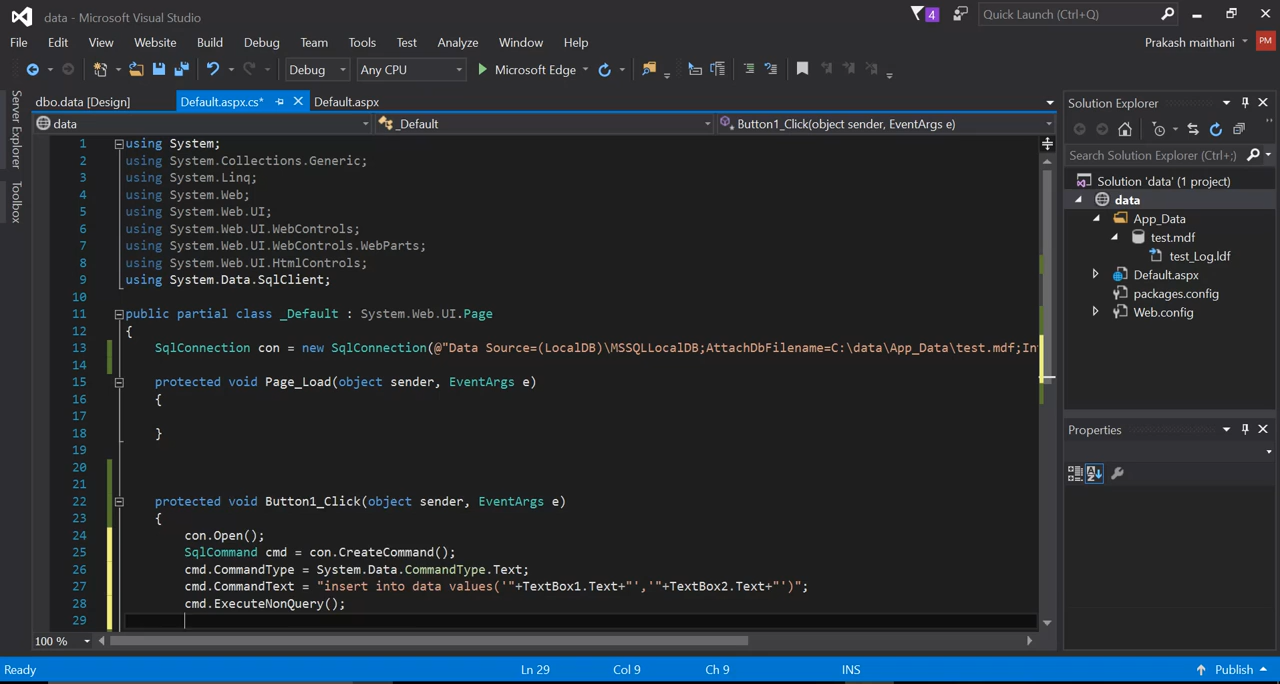 data - Microsoft Visual Studio
4
Quick Launch (Ctrl+Q)
File Edit View Website Build Debug Team Tools Test Analyze Window Help
Prakash maithani
PM
Debug Any CPU Microsoft Edge
Server Explorer
Toolbox
dbo.data [Design] Default.aspx.cs* Default.aspx
data _Default Button1_Click(object sender, EventArgs e)
1 using System;
2 using System.Collections.Generic;
3 using System.Linq;
4 using System.Web;
5 using System.Web.UI;
6 using System.Web.UI.WebControls;
7 using System.Web.UI.WebControls.WebParts;
8 using System.Web.UI.HtmlControls;
9 using System.Data.SqlClient;
10
11 public partial class _Default : System.Web.UI.Page
12 {
13 SqlConnection con = new SqlConnection(@"Data Source=(LocalDB)\MSSQLLocalDB;AttachDbFilename=C:\data\App_Data\test.mdf;In
14
15 protected void Page_Load(object sender, EventArgs e)
16 {
17
18 }
19
20
21
22 protected void Button1_Click(object sender, EventArgs e)
23 {
24 con.Open();
25 SqlCommand cmd = con.CreateCommand();
26 cmd.CommandType = System.Data.CommandType.Text;
27 cmd.CommandText = "insert into data values('"+TextBox1.Text+"','"+TextBox2.Text+"')";
28 cmd.ExecuteNonQuery();
29
100 %
Solution Explorer
Search Solution Explorer (Ctrl+;)
Solution 'data' (1 project)
data
App_Data
test.mdf
test_Log.ldf
Default.aspx
packages.config
Web.config
Properties
Ready Ln 29 Col 9 Ch 9 INS Publish